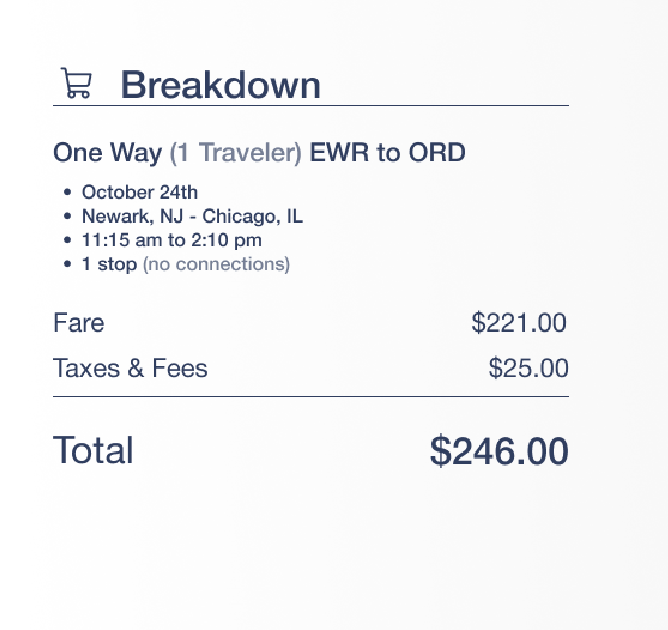 Breakdown
One Way (1 Traveler) EWR to ORD
• October 24th
• Newark, NJ - Chicago, IL
• 11:15 am to 2:10 pm
• 1 stop (no connections)
Fare $221.00
Taxes & Fees $25.00
Total $246.00